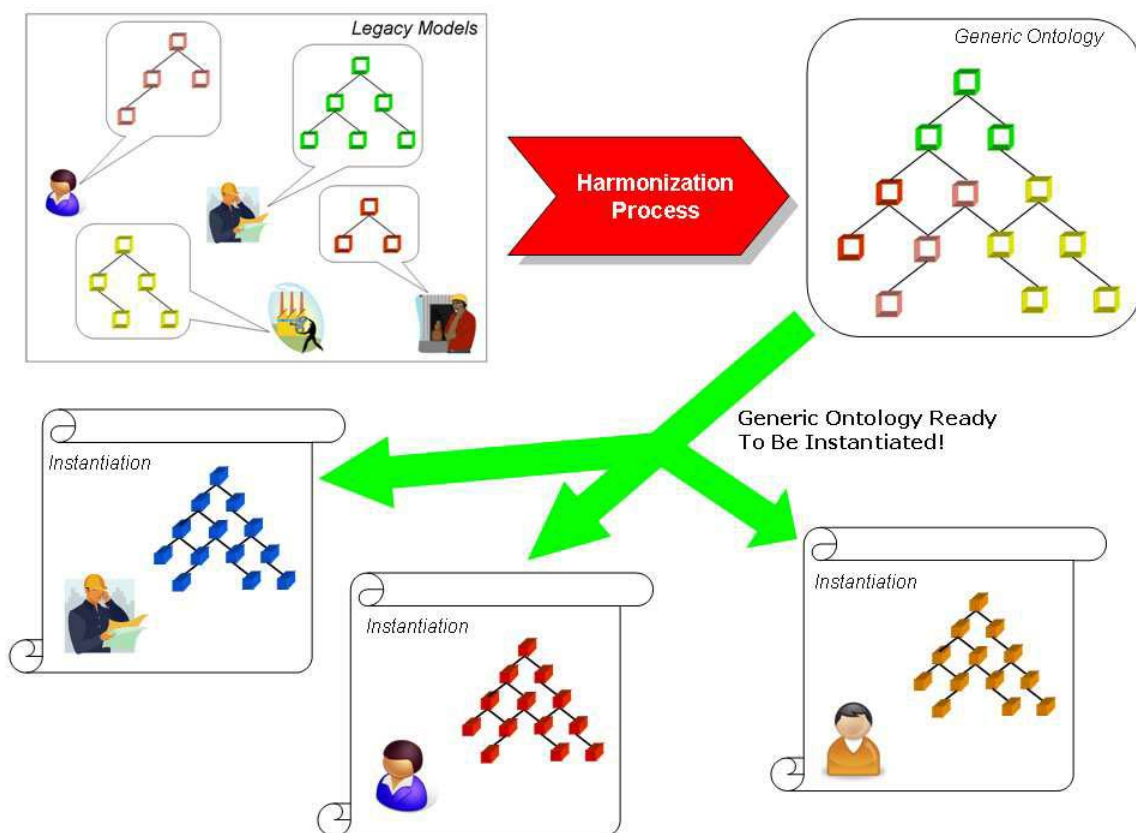 Legacy Models
Generic Ontology
Harmonization
Process
Generic Ontology Ready
To Be Instantiated!
Instantiation
Instantiation
Instantiation